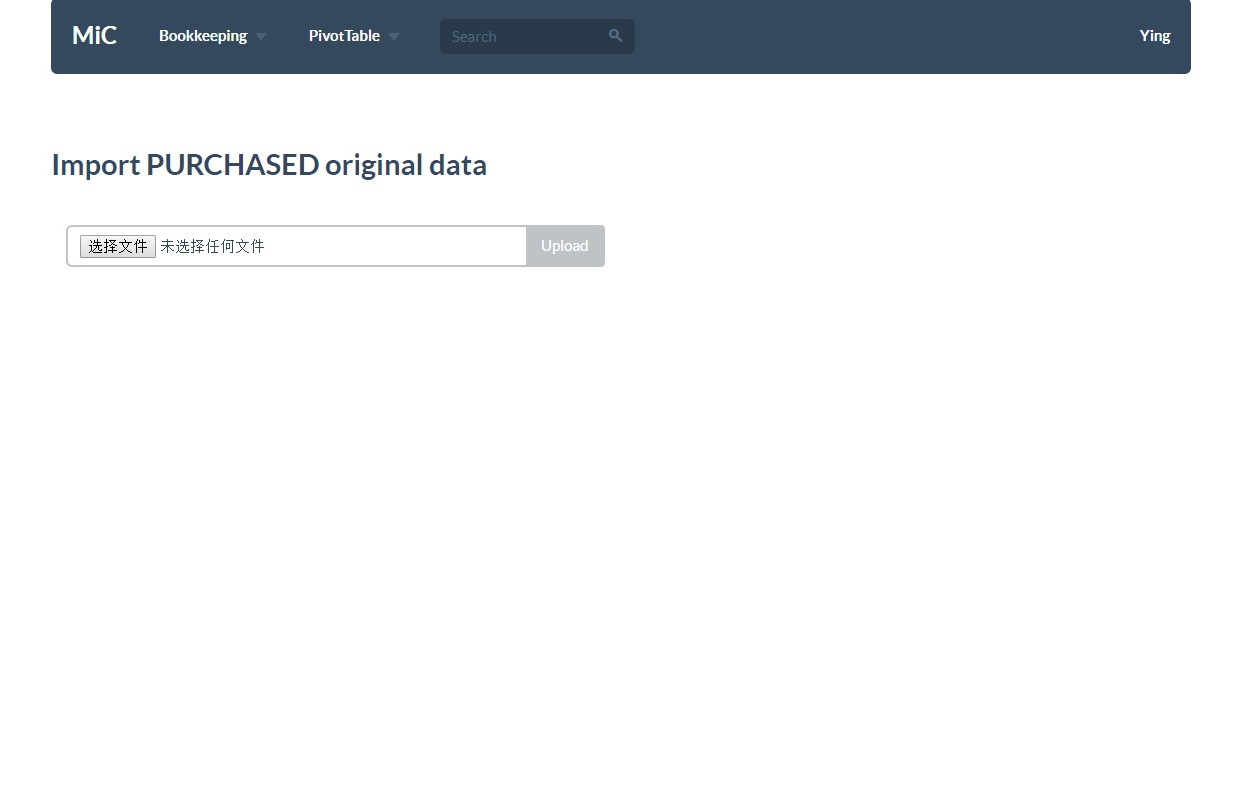 MiC Bookkeeping PivotTable Search Ying
Import PURCHASED original data
选择文件 未选择任何文件 Upload